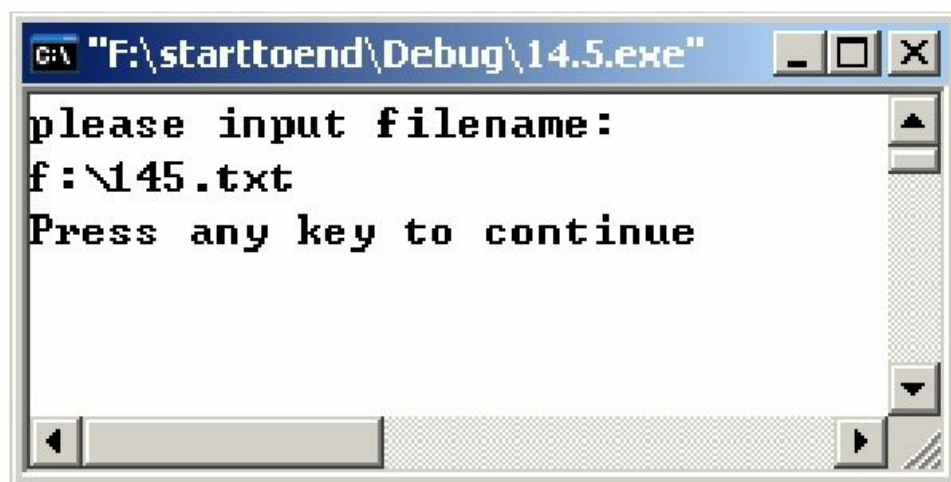 C:\ "F:\starttoend\Debug\14.5.exe"
please input filename:
f:\145.txt
Press any key to continue